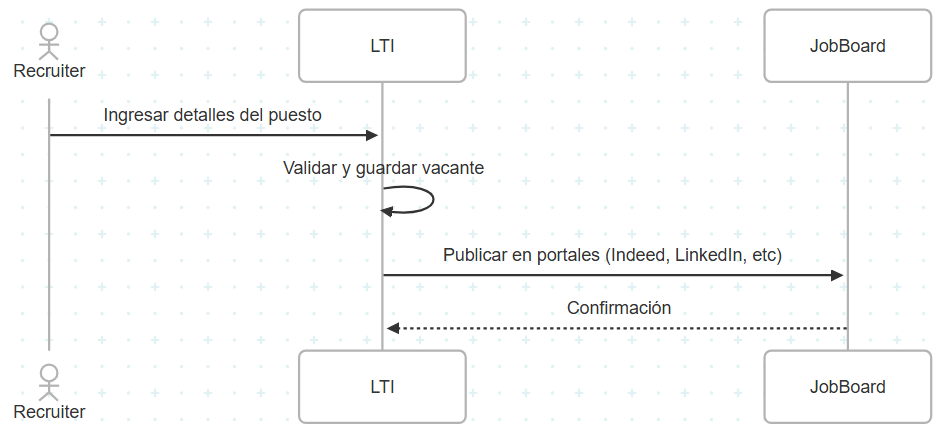 Recruiter
LTI
JobBoard
Ingresar detalles del puesto
Validar y guardar vacante
Publicar en portales (Indeed, LinkedIn, etc)
Confirmación
Recruiter
LTI
JobBoard